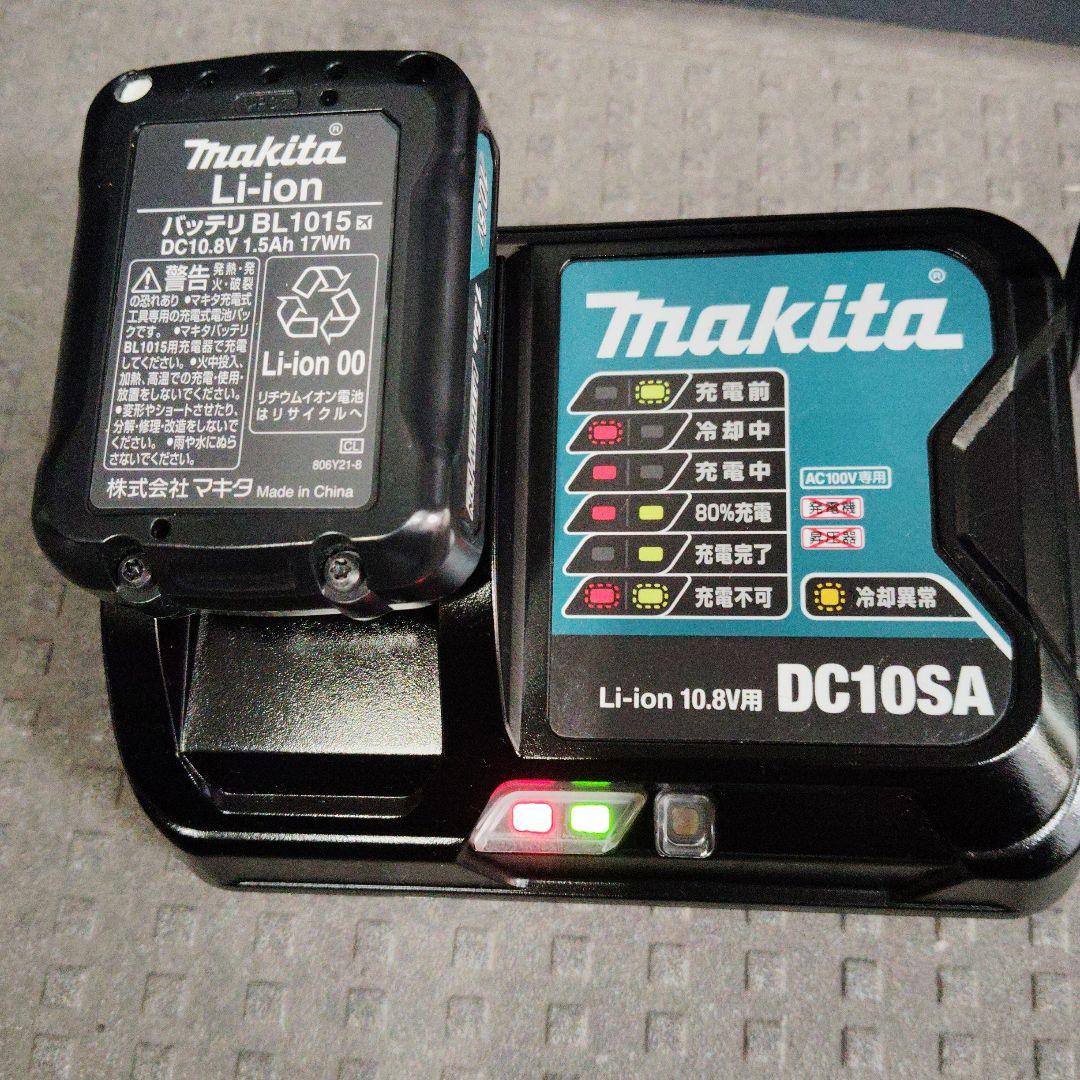 makita®
Li-ion
バッテリ BL1015
DC10.8V 1.5Ah 17Wh
警告 発熱・発
火・破裂
の恐れあり •マキタ充電式
工具専用の充電式電池パッ
クです。 •マキタバッテリ
BL1015用充電器で充電
してください。•火中投入、
加熱、高温での充電・使用・
放置をしないでください。
•変形やショートさせたり、
分解・修理・改造をしないで
ください。 •雨や水にぬら
さないでください。
Li-ion 00
リチウムイオン電池
はリサイクルへ
CL
806Y21-8
株式会社 マキタ Made in China
makita®
充電前
冷却中
充電中
80%充電
充電完了
充電不可
AC100V専用
発電機
昇圧器
冷却異常
Li-ion 10.8V用 DC10SA